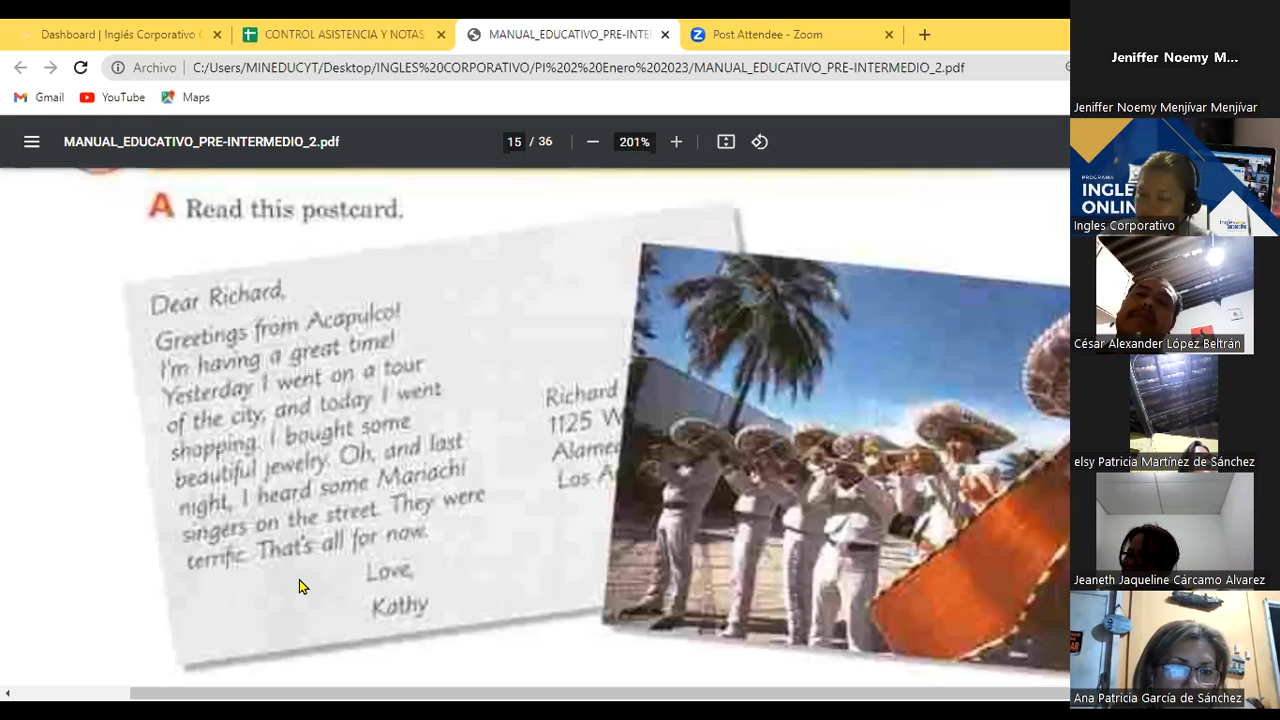 Dashboard | Inglés Corporativo
CONTROL ASISTENCIA Y NOTAS
MANUAL_EDUCATIVO_PRE-INTER
Post Attendee - Zoom
Archivo
C:/Users/MINEDUCYT/Desktop/INGLES%20CORPORATIVO/PI%202%20Enero%202023/MANUAL_EDUCATIVO_PRE-INTERMEDIO_2.pdf
Gmail
YouTube
Maps
MANUAL_EDUCATIVO_PRE-INTERMEDIO_2.pdf
15 / 36
201%
A Read this postcard.
Dear Richard,
Greetings from Acapulco!
I'm having a great time!
Yesterday I went on a tour
of the city, and today I went
shopping. I bought some
beautiful jewelry. Oh, and last
night, I heard some Mariachi
singers on the street. They were
terrific. That's all for now.
Love,
Kathy
Richard
1125 W
Alame
Los A
Jeniffer Noemy M...
Jeniffer Noemy Menjívar Menjívar
PROGRAMA
INGLE
ONLIN
Ingles Corporativo
César Alexander López Beltrán
elsy Patricia Martínez de Sánchez
Jeaneth Jaqueline Cárcamo Alvarez
Ana Patricia García de Sánchez